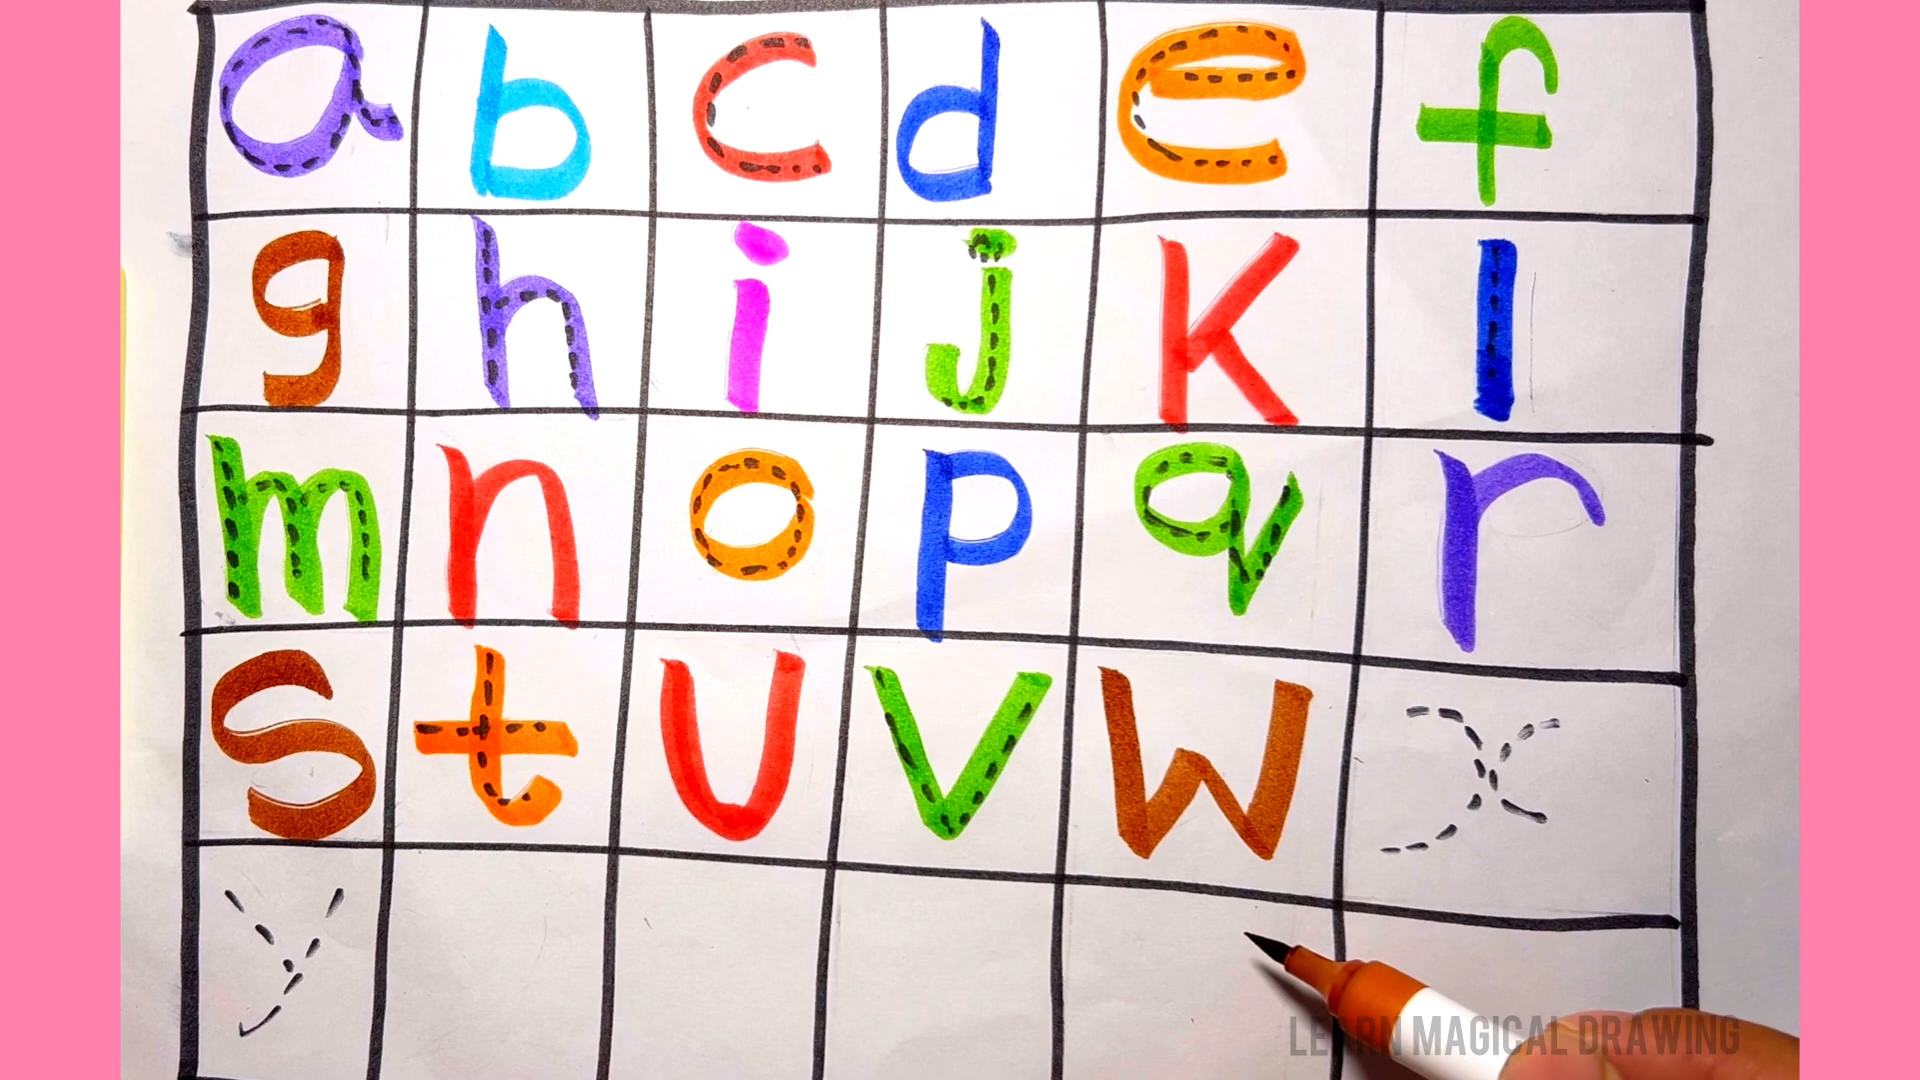 a b c d e f
g h i j K l
m n o p q r
s t u v w x
y
LEARN MAGICAL DRAWING